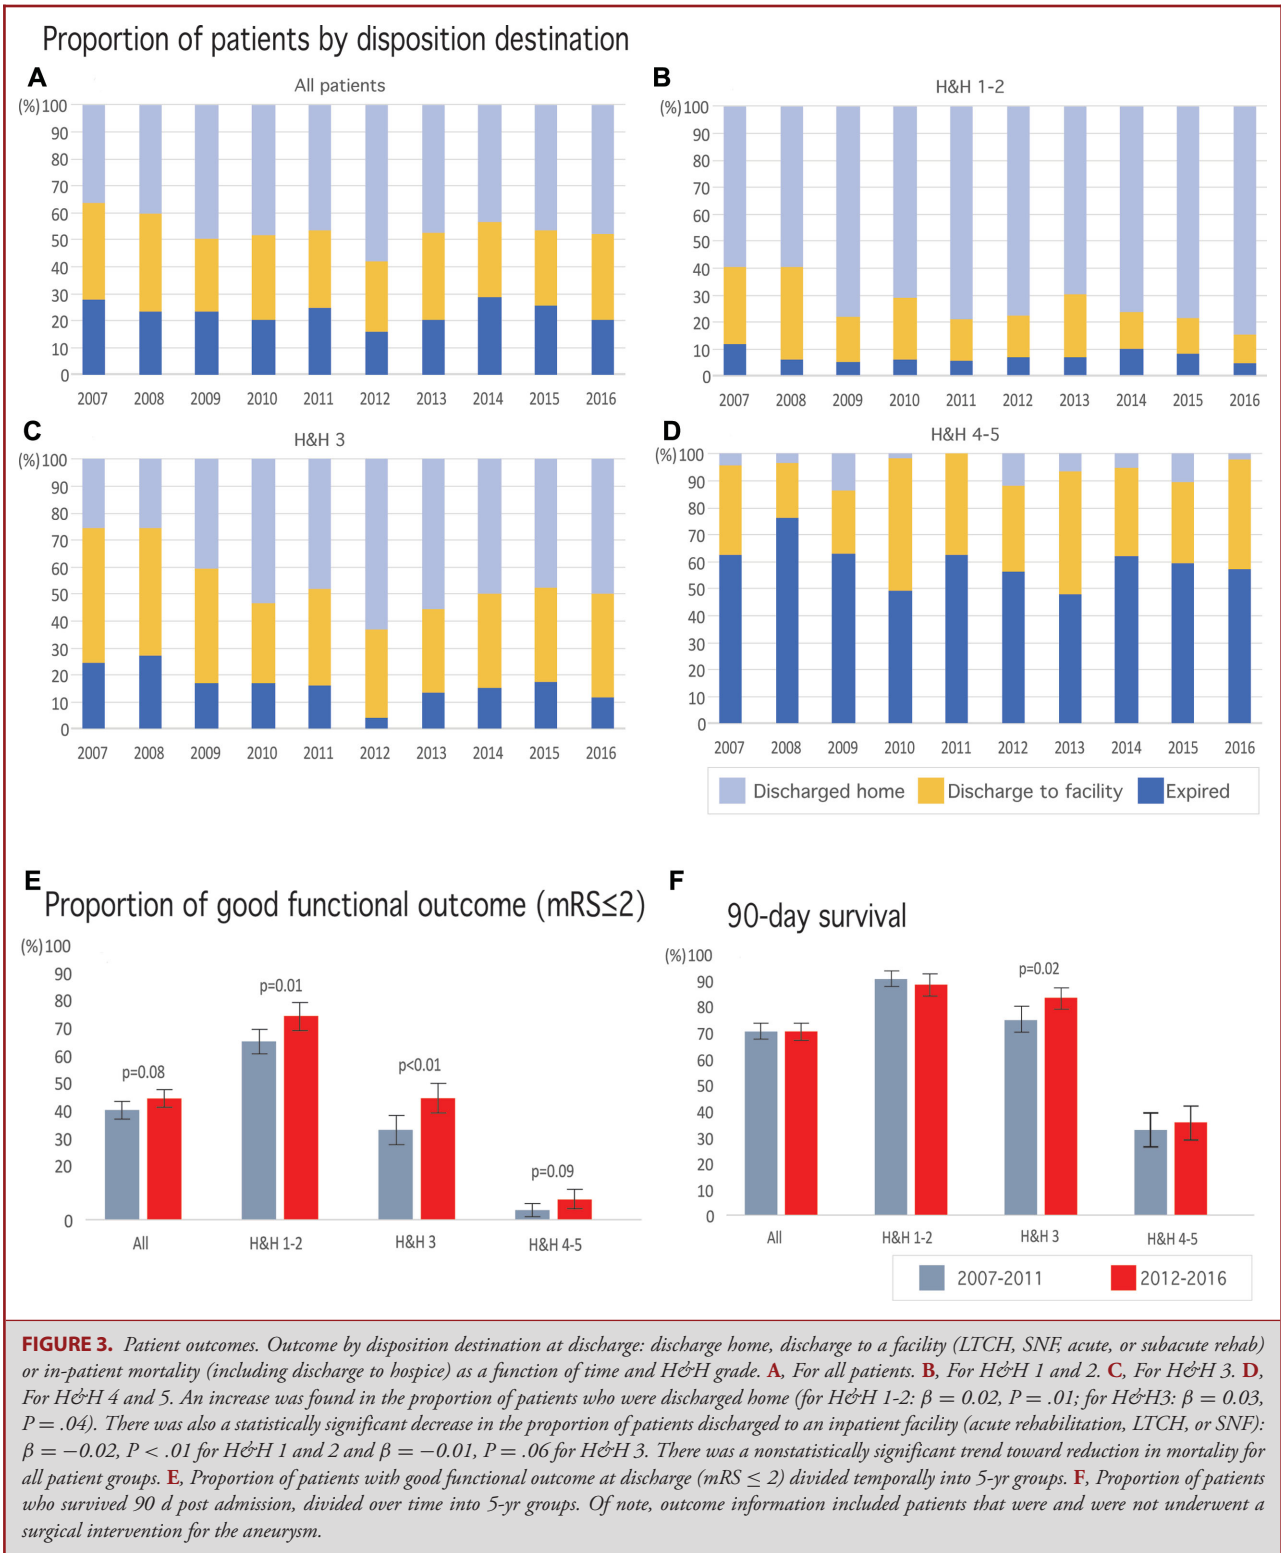 Proportion of patients by disposition destination
A
All patients
(%)100
90
80
70
60
50
40
30
20
10
0
2007 2008 2009 2010 2011 2012 2013 2014 2015 2016
B
H&H 1-2
(%)100
90
80
70
60
50
40
30
20
10
0
2007 2008 2009 2010 2011 2012 2013 2014 2015 2016
C
H&H 3
(%)100
90
80
70
60
50
40
30
20
10
0
2007 2008 2009 2010 2011 2012 2013 2014 2015 2016
D
H&H 4-5
(%)100
90
80
70
60
50
40
30
20
10
0
2007 2008 2009 2010 2011 2012 2013 2014 2015 2016
Discharged home Discharge to facility Expired
E
Proportion of good functional outcome (mRS≤2)
(%)100
90
80
70
60
50
40
30
20
0
p=0.08
p=0.01
p<0.01
p=0.09
All H&H 1-2 H&H 3 H&H 4-5
F
90-day survival
(%)100
90
80
70
60
50
40
30
20
10
0
p=0.02
All H&H 1-2 H&H 3 H&H 4-5
2007-2011 2012-2016
FIGURE 3. Patient outcomes. Outcome by disposition destination at discharge: discharge home, discharge to a facility (LTCH, SNF, acute, or subacute rehab)
or in-patient mortality (including discharge to hospice) as a function of time and H&H grade. A, For all patients. B, For H&H 1 and 2. C, For H&H 3. D,
For H&H 4 and 5. An increase was found in the proportion of patients who were discharged home (for H&H 1-2: β = 0.02, P = .01; for H&H3: β = 0.03,
P = .04). There was also a statistically significant decrease in the proportion of patients discharged to an inpatient facility (acute rehabilitation, LTCH, or SNF):
β = −0.02, P < .01 for H&H 1 and 2 and β = −0.01, P = .06 for H&H 3. There was a nonstatistically significant trend toward reduction in mortality for
all patient groups. E, Proportion of patients with good functional outcome at discharge (mRS ≤ 2) divided temporally into 5-yr groups. F, Proportion of patients
who survived 90 d post admission, divided over time into 5-yr groups. Of note, outcome information included patients that were and were not underwent a
surgical intervention for the aneurysm.